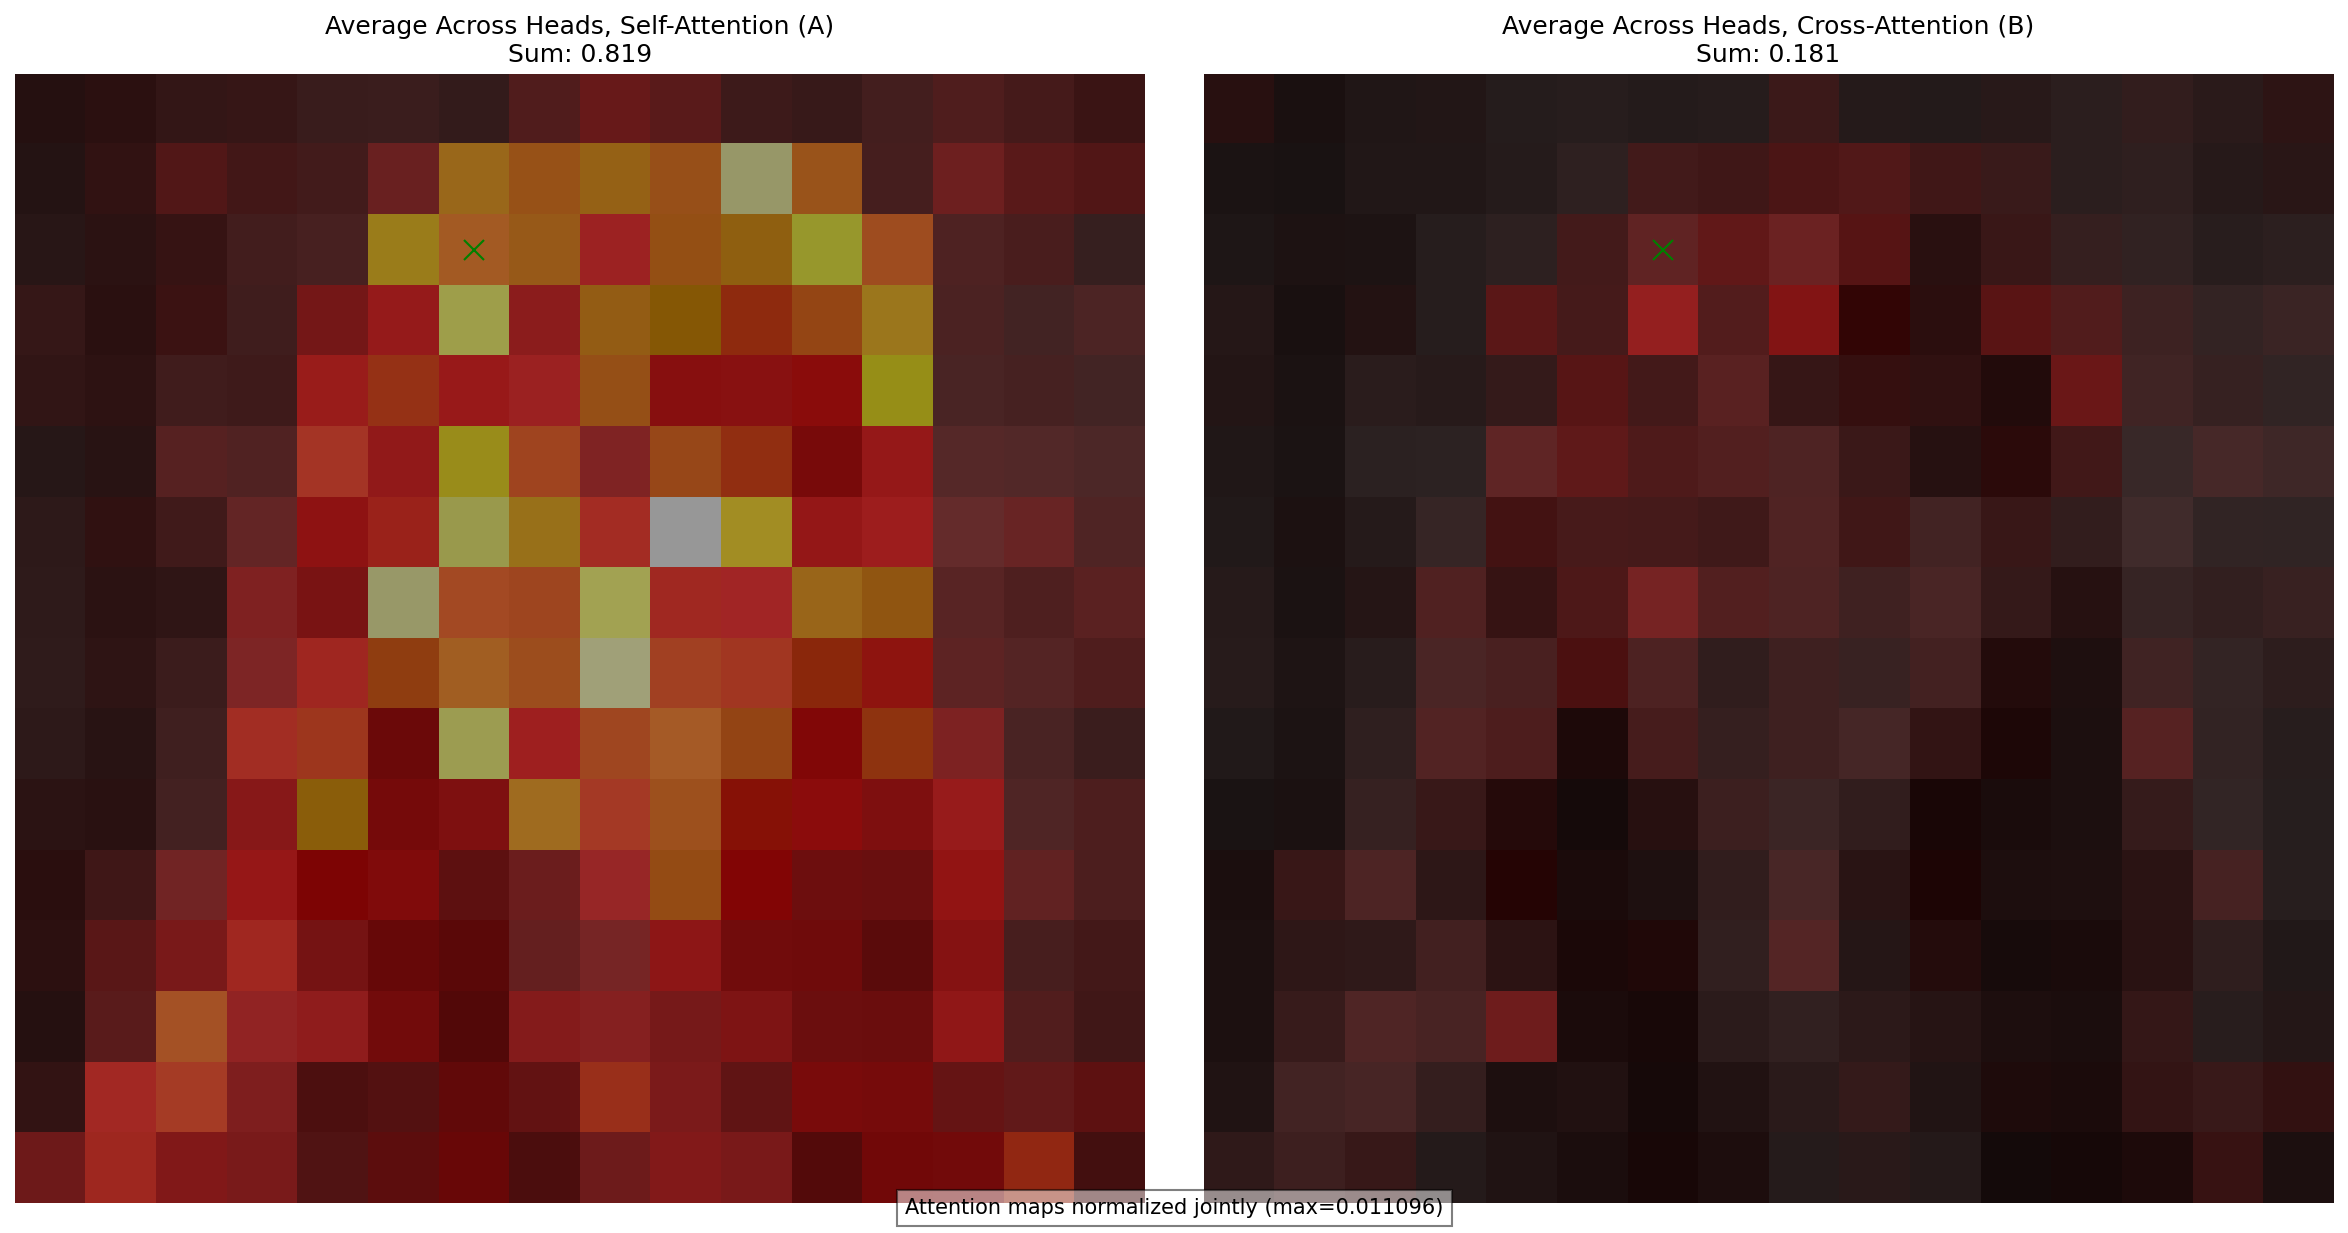 Average Across Heads, Self-Attention (A)
Sum: 0.819
Average Across Heads, Cross-Attention (B)
Sum: 0.181
Attention maps normalized jointly (max=0.011096)